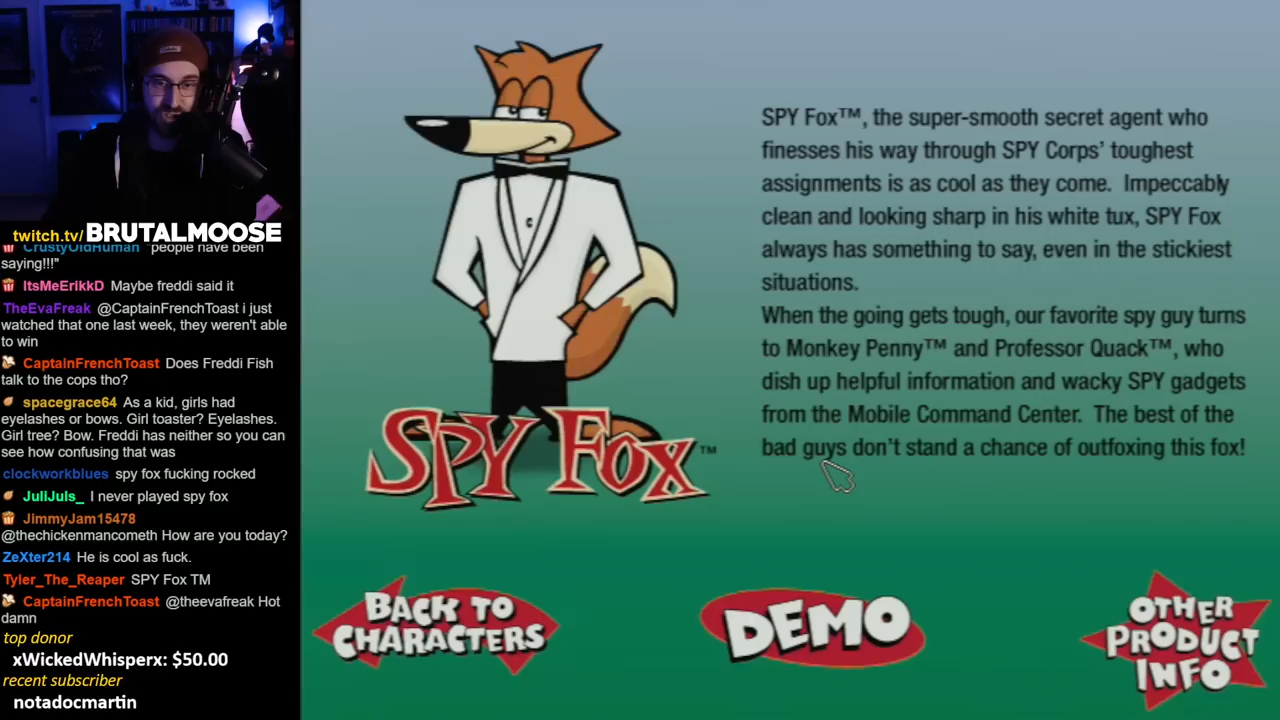 twitch.tv/BRUTALMOOSE
CrustyOldHuman "people have been
saying!!!"
ItsMeErikkD Maybe freddi said it
TheEvaFreak @CaptainFrenchToast i just
watched that one last week, they weren't able
to win
CaptainFrenchToast Does Freddi Fish
talk to the cops tho?
spacegrace64 As a kid, girls had
eyelashes or bows. Girl toaster? Eyelashes.
Girl tree? Bow. Freddi has neither so you can
see how confusing that was
clockworkblues spy fox fucking rocked
JuliJuls_ I never played spy fox
JimmyJam15478
@thechickenmancometh How are you today?
ZeXter214 He is cool as fuck.
Tyler_The_Reaper SPY Fox TM
CaptainFrenchToast @theevafreak Hot
damn
top donor
xWickedWhisperx: $50.00
recent subscriber
notadocmartin
SPY FOX™
SPY Fox™, the super-smooth secret agent who
finesses his way through SPY Corps' toughest
assignments is as cool as they come. Impeccably
clean and looking sharp in his white tux, SPY Fox
always has something to say, even in the stickiest
situations.
When the going gets tough, our favorite spy guy turns
to Monkey Penny™ and Professor Quack™, who
dish up helpful information and wacky SPY gadgets
from the Mobile Command Center. The best of the
bad guys don't stand a chance of outfoxing this fox!
BACK TO
CHARACTERS
DEMO
OTHER
PRODUCT
INFO